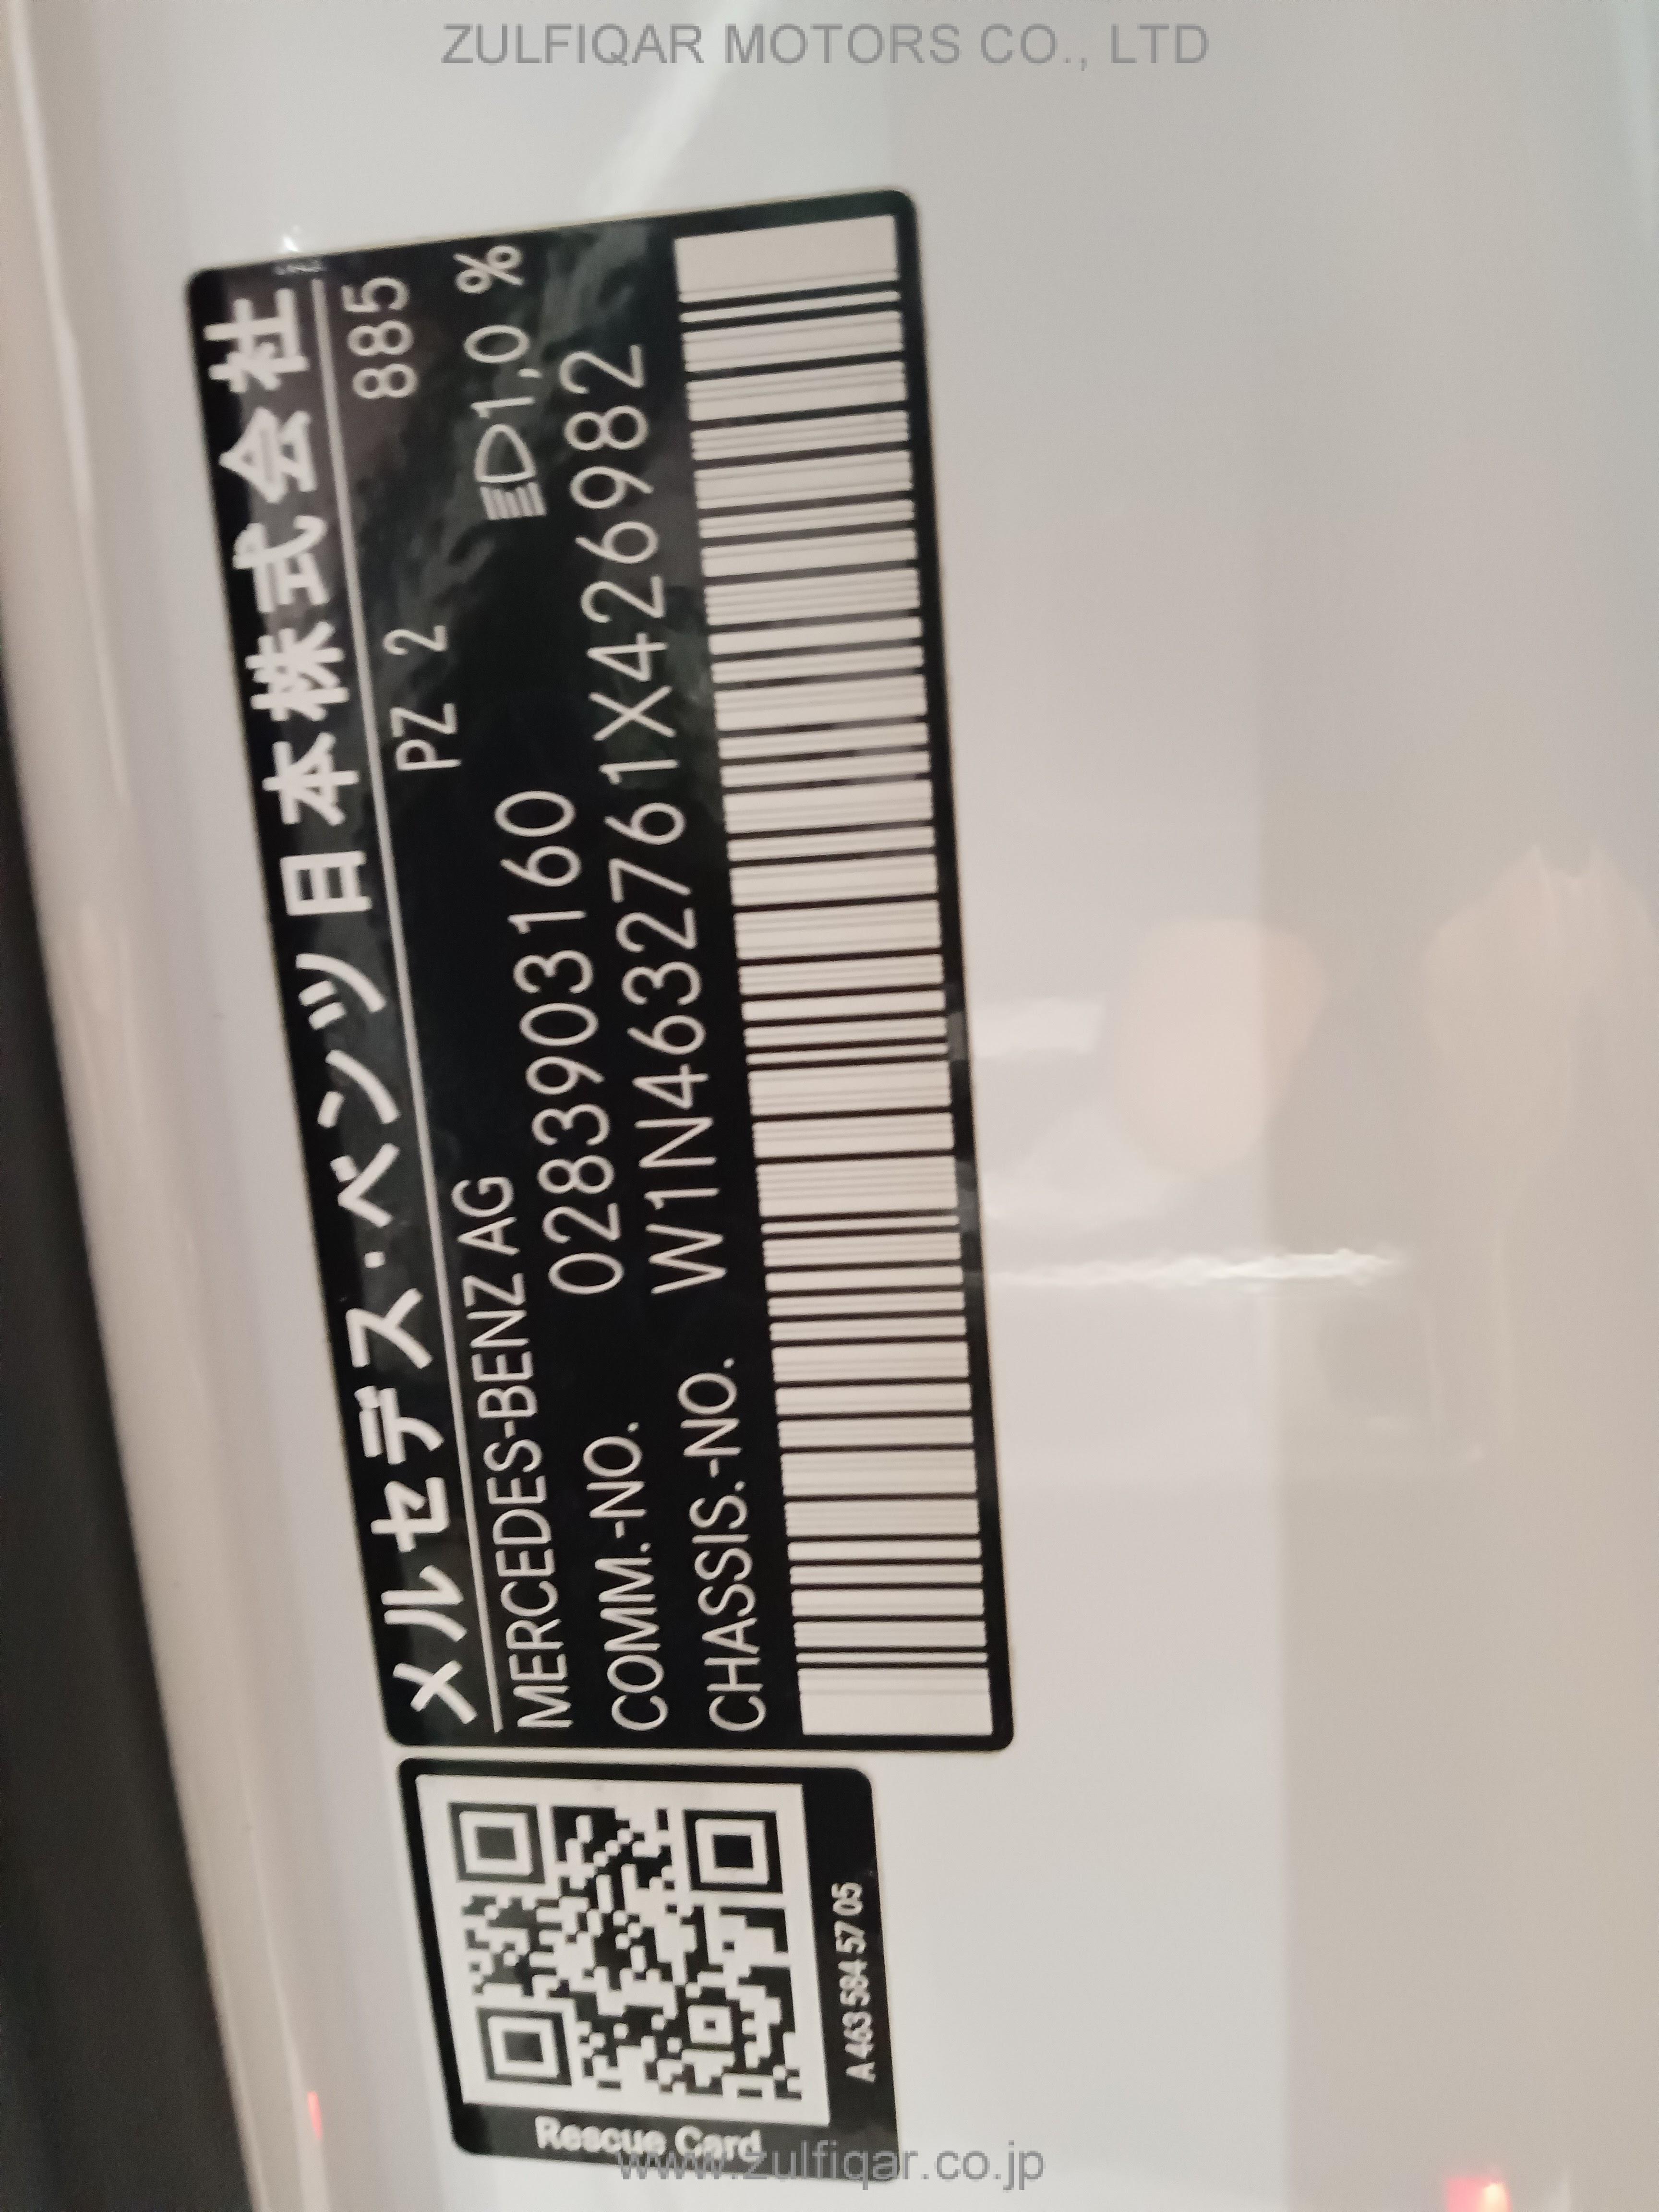 ZULFIQAR MOTORS CO., LTD
メルセデス・ベンツ日本株式会社
MERCEDES-BENZ AG PZ 2 885
COMM.-NO. 0283903160 1,0 %
CHASSIS.-NO. W1N4632761X426982
Rescue Card
A 463 584 57 05
www.zulfiqar.co.jp